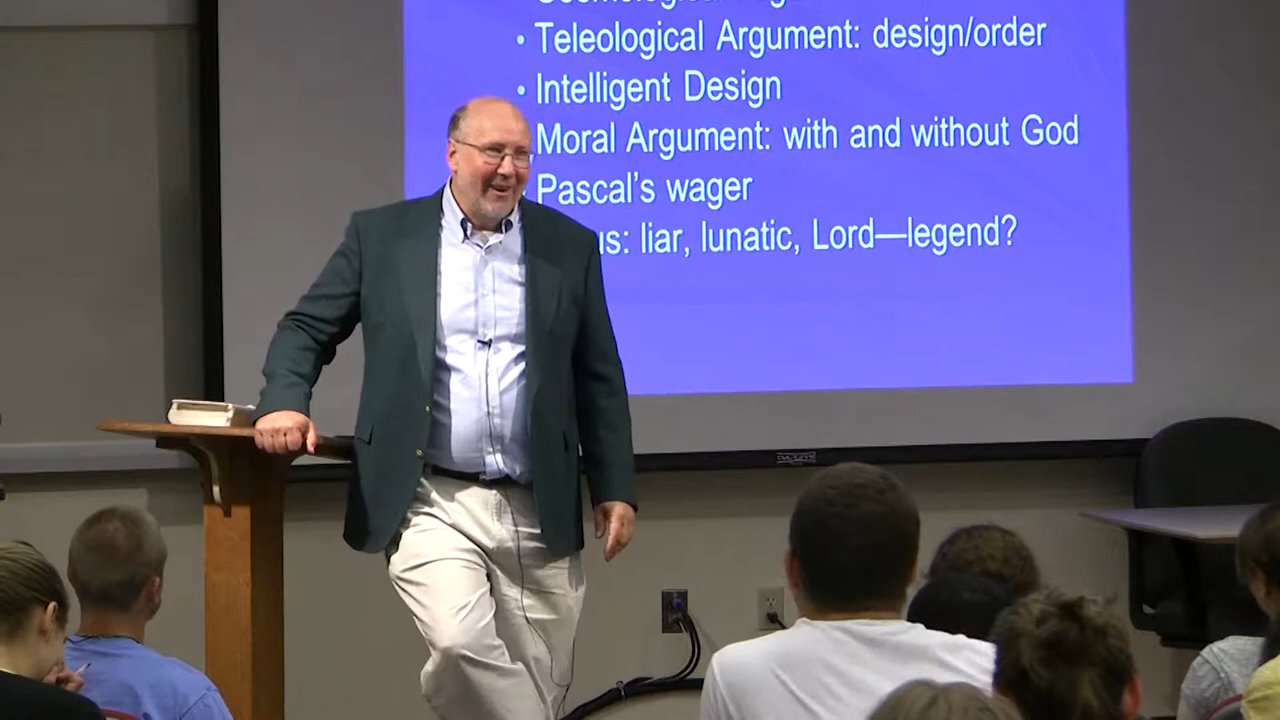 Cosmological
• Teleological Argument: design/order
• Intelligent Design
Moral Argument: with and without God
Pascal's wager
us: liar, lunatic, Lord—legend?